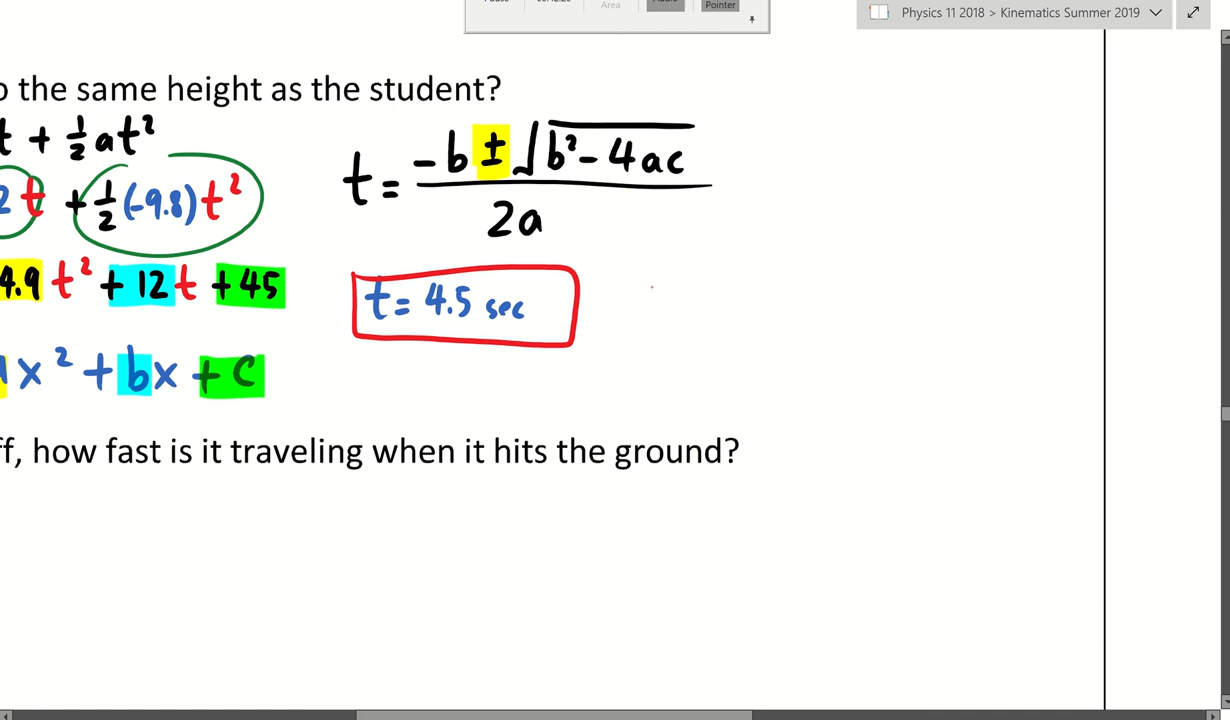 Area
Pointer
Physics 11 2018 > Kinematics Summer 2019
the same height as the student?
t + ½at²
t = -b ± √b² - 4ac / 2a
2t + ½(-9.8)t²
4.9t² + 12t + 45
t = 4.5 sec
x² + bx + c
how fast is it traveling when it hits the ground?